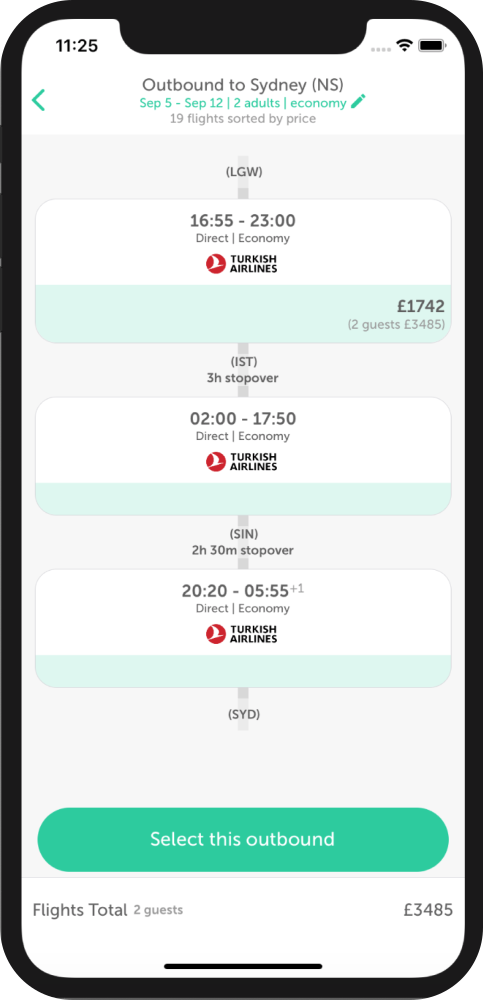 11:25
Outbound to Sydney (NS)
Sep 5 - Sep 12 | 2 adults | economy
19 flights sorted by price
(LGW)
16:55 - 23:00
Direct | Economy
TURKISH
AIRLINES
£1742
(2 guests £3485)
(IST)
3h stopover
02:00 - 17:50
Direct | Economy
TURKISH
AIRLINES
(SIN)
2h 30m stopover
20:20 - 05:55+1
Direct | Economy
TURKISH
AIRLINES
(SYD)
Select this outbound
Flights Total 2 guests £3485